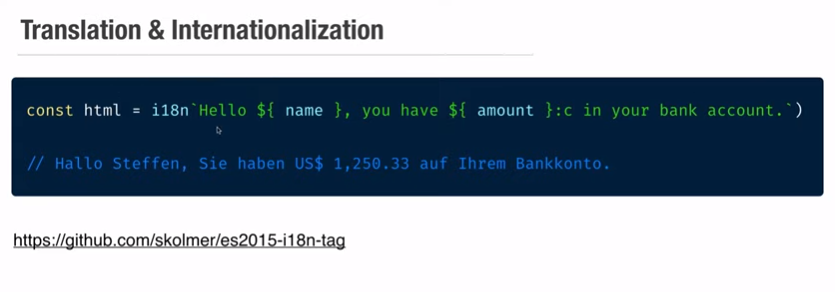 Translation & Internationalization
const html = i18n`Hello ${ name }, you have ${ amount }:c in your bank account.`)
// Hallo Steffen, Sie haben US$ 1,250.33 auf Ihrem Bankkonto.
https://github.com/skolmer/es2015-i18n-tag